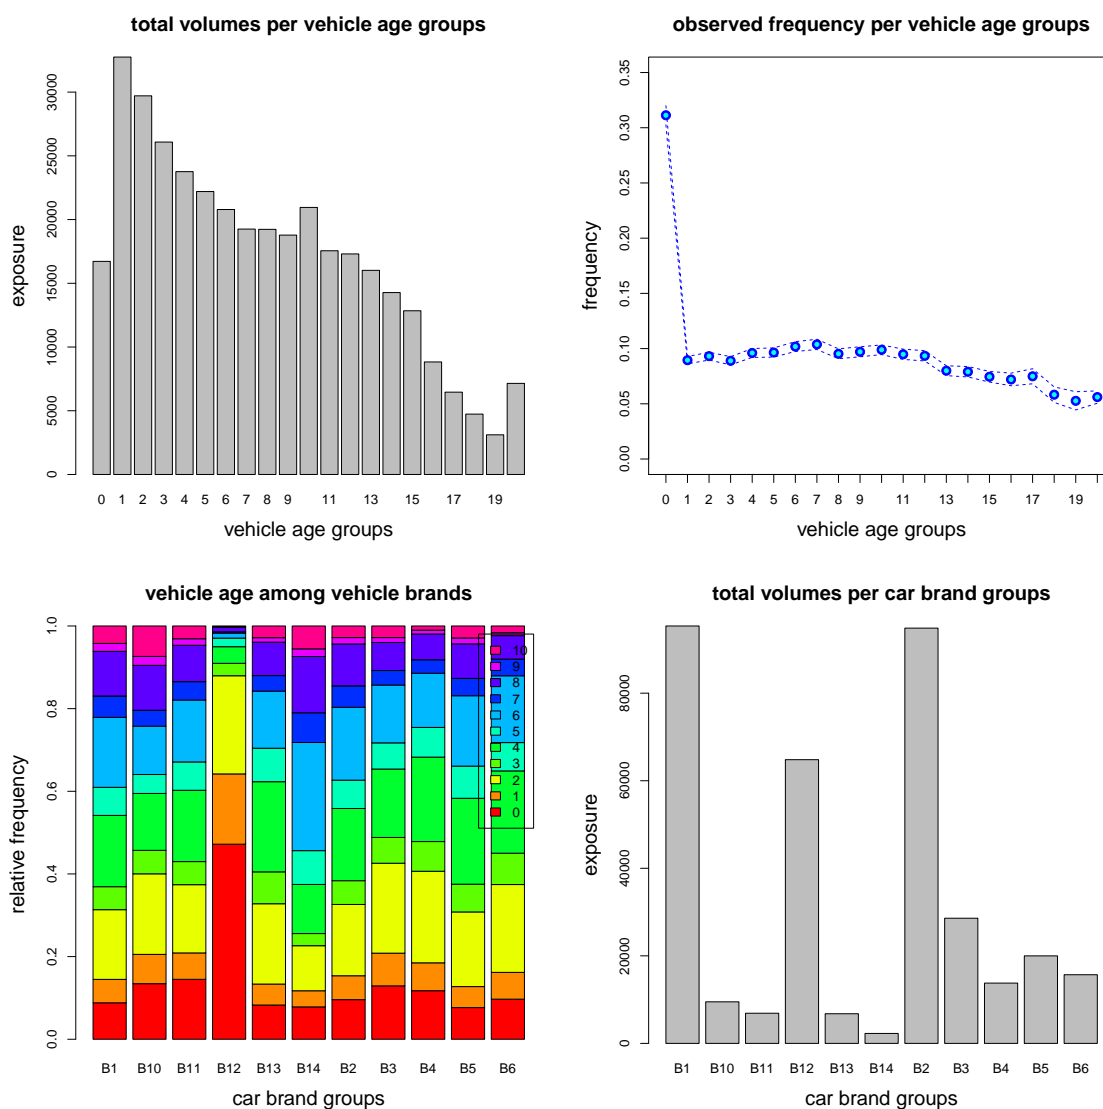 total volumes per vehicle age groups
exposure
0 5000 10000 15000 20000 25000 30000
0 1 2 3 4 5 6 7 8 9 11 13 15 17 19
vehicle age groups
observed frequency per vehicle age groups
frequency
0.00 0.05 0.10 0.15 0.20 0.25 0.30 0.35
0 1 2 3 4 5 6 7 8 9 11 13 15 17 19
vehicle age groups
vehicle age among vehicle brands
relative frequency
0.0 0.2 0.4 0.6 0.8 1.0
10
9
8
7
6
5
4
3
2
1
0
B1 B10 B11 B12 B13 B14 B2 B3 B4 B5 B6
car brand groups
total volumes per car brand groups
exposure
0 20000 40000 60000 80000
B1 B10 B11 B12 B13 B14 B2 B3 B4 B5 B6
car brand groups